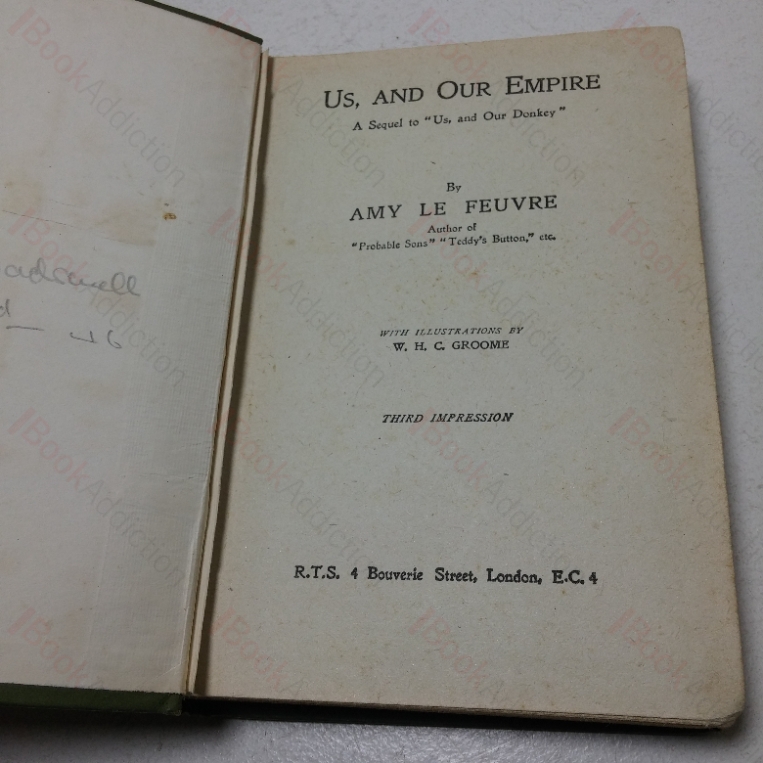 Us, and Our Empire
A Sequel to "Us, and Our Donkey"
By
AMY LE FEUVRE
Author of
"Probable Sons" "Teddy's Button," etc.
WITH ILLUSTRATIONS BY
W. H. C. GROOME
THIRD IMPRESSION
R.T.S. 4 Bouverie Street, London, E.C. 4
BookAddiction